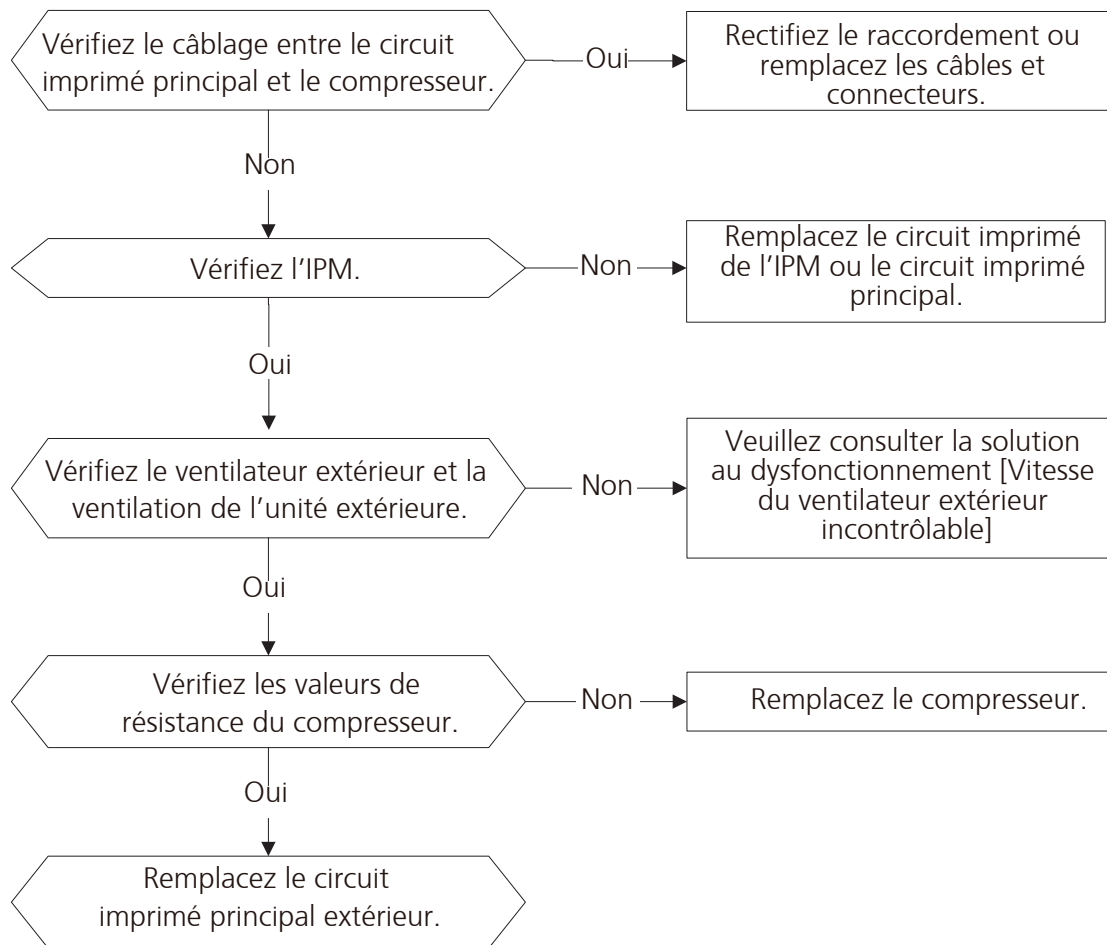 Vérifiez le câblage entre le circuit
imprimé principal et le compresseur.
Oui
Rectifiez le raccordement ou
remplacez les câbles et
connecteurs.
Non
Vérifiez l'IPM.
Non
Remplacez le circuit imprimé
de l'IPM ou le circuit imprimé
principal.
Oui
Vérifiez le ventilateur extérieur et la
ventilation de l'unité extérieure.
Non
Veuillez consulter la solution
au dysfonctionnement [Vitesse
du ventilateur extérieur
incontrôlable]
Oui
Vérifiez les valeurs de
résistance du compresseur.
Non
Remplacez le compresseur.
Oui
Remplacez le circuit
imprimé principal extérieur.